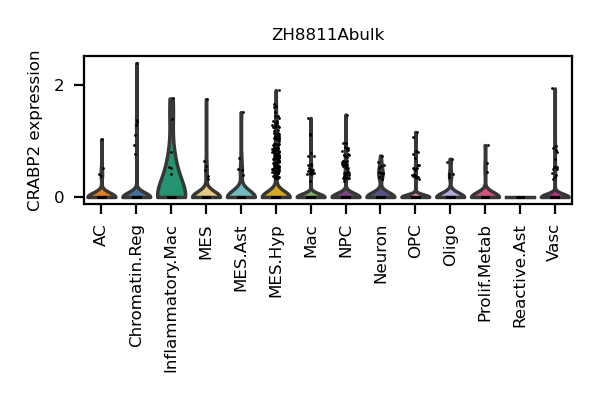 ZH8811Abulk
CRABP2 expression
2
0
AC
Chromatin.Reg
Inflammatory.Mac
MES
MES.Ast
MES.Hyp
Mac
NPC
Neuron
OPC
Oligo
Prolif.Metab
Reactive.Ast
Vasc